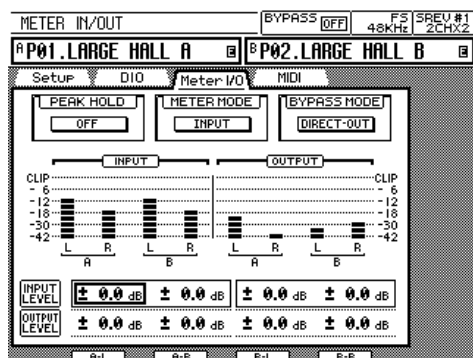 METER IN/OUT
BYPASS OFF
FS 48KHz
SREV #1 2CHX2
A P01.LARGE HALL A E
B P02.LARGE HALL B E
Setup DIO Meter I/O MIDI
PEAK HOLD METER MODE BYPASS MODE
OFF INPUT DIRECT-OUT
INPUT OUTPUT
CLIP CLIP
- 6 - 6
-12 -12
-18 -18
-30 -30
-42 -42
L R L R L R L R
A B A B
INPUT LEVEL ± 0.0 dB ± 0.0 dB ± 0.0 dB ± 0.0 dB
OUTPUT LEVEL ± 0.0 dB ± 0.0 dB ± 0.0 dB ± 0.0 dB
A-L A-R B-L B-R